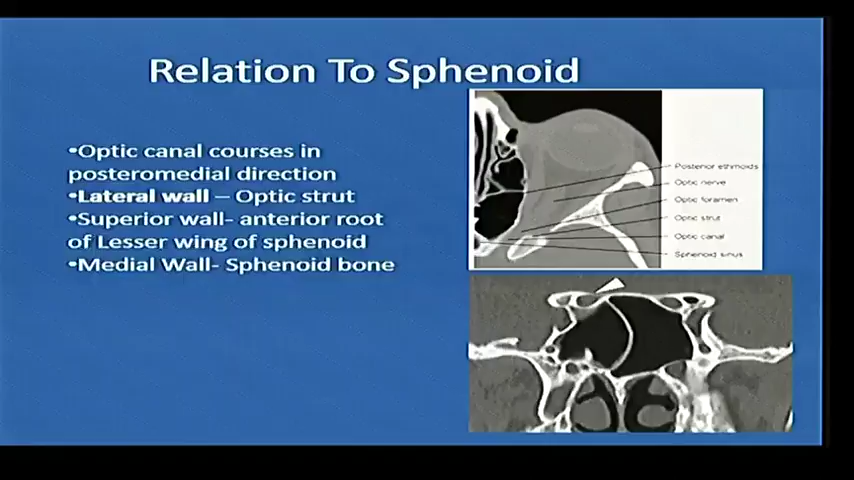 Relation To Sphenoid
•Optic canal courses in
posteromedial direction
•Lateral wall – Optic strut
•Superior wall- anterior root
of Lesser wing of sphenoid
•Medial Wall- Sphenoid bone
Posterior ethmoids
Optic nerve
Optic foramen
Optic strut
Optic canal
Sphenoid sinus